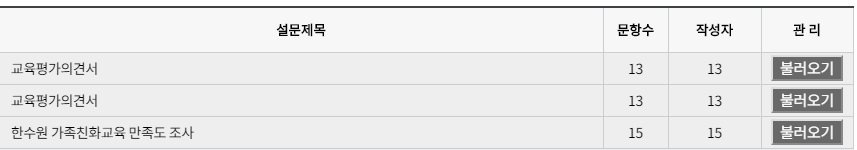 설문제목 문항수 작성자 관 리
교육평가의견서 13 13 불러오기
교육평가의견서 13 13 불러오기
한수원 가족친화교육 만족도 조사 15 15 불러오기